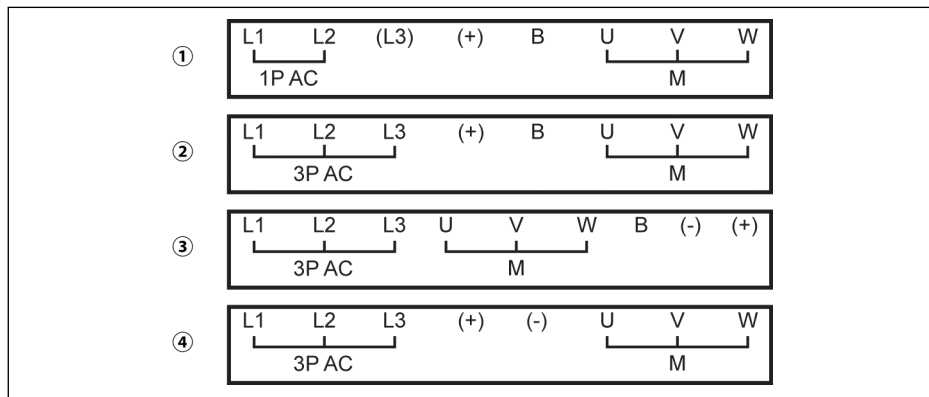 ①
L1 L2 (L3) (+) B U V W
1P AC M
②
L1 L2 L3 (+) B U V W
3P AC M
③
L1 L2 L3 U V W B (-) (+)
3P AC M
④
L1 L2 L3 (+) (-) U V W
3P AC M